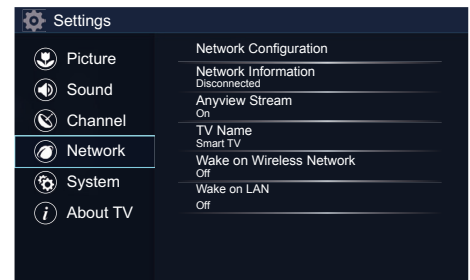 Settings
Picture
Sound
Channel
Network
System
About TV
Network Configuration
Network Information
Disconnected
Anyview Stream
On
TV Name
Smart TV
Wake on Wireless Network
Off
Wake on LAN
Off